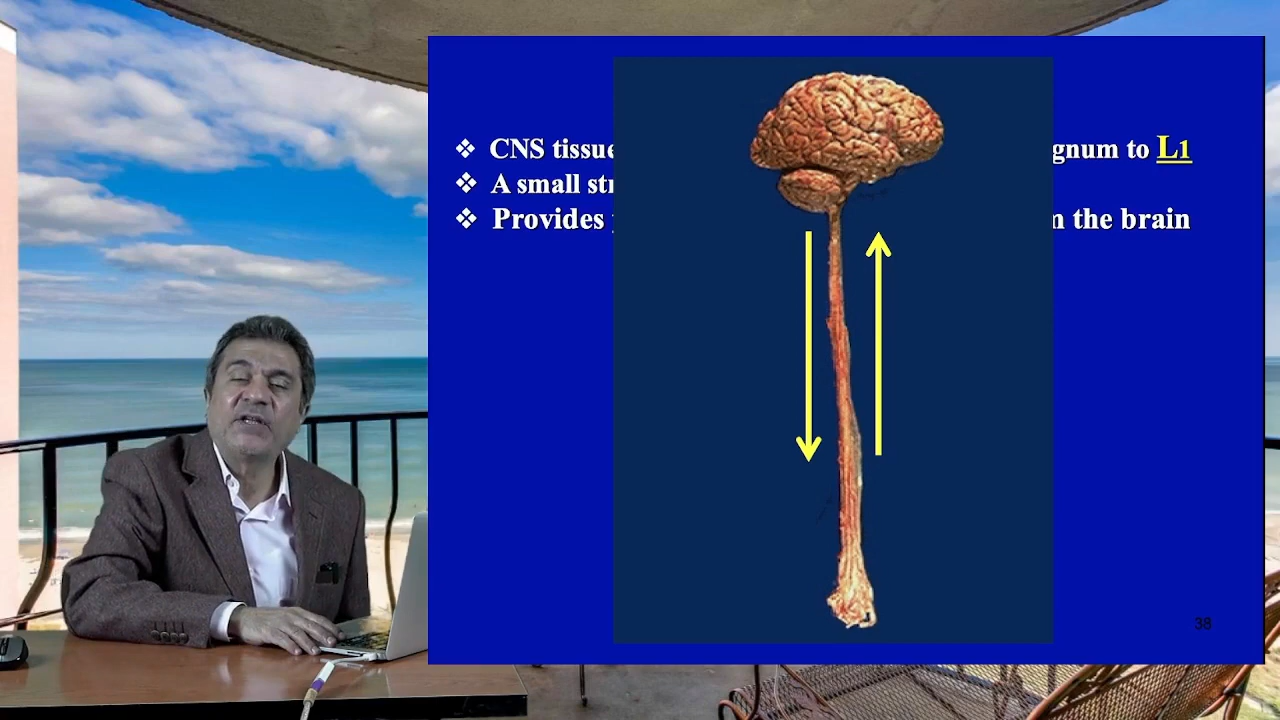 ❖ CNS tissue gnum to L1
❖ A small str
❖ Provides the brain
38